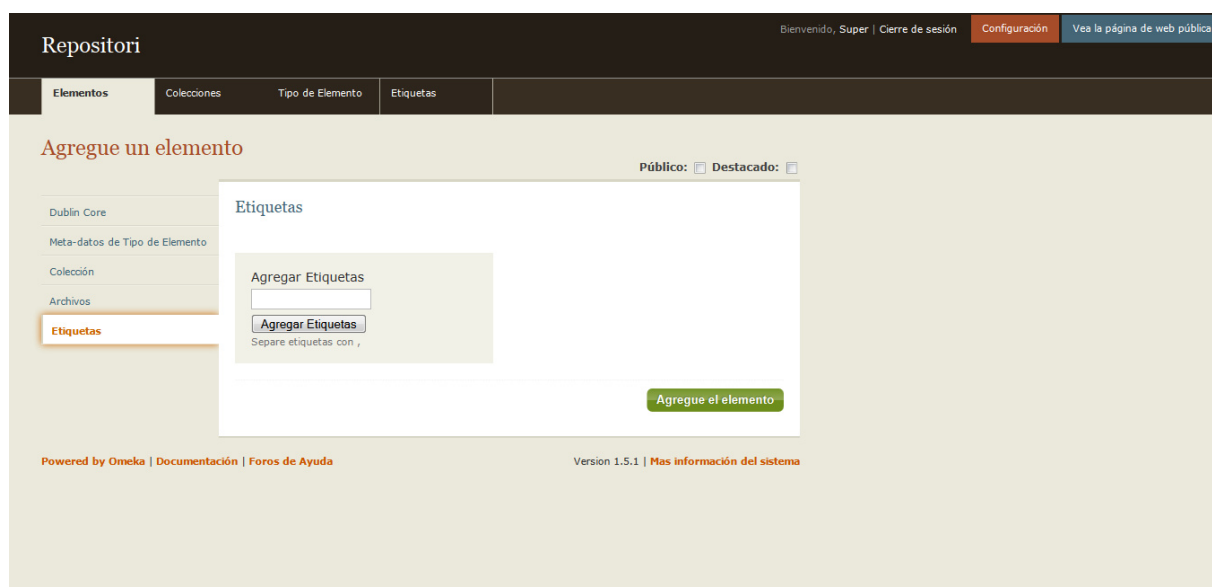 Bienvenido, Super | Cierre de sesión
Configuración
Vea la página de web pública
Repositori
Elementos
Colecciones
Tipo de Elemento
Etiquetas
Agregue un elemento
Público:
Destacado:
Dublin Core
Meta-datos de Tipo de Elemento
Colección
Archivos
Etiquetas
Etiquetas
Agregar Etiquetas
Agregar Etiquetas
Separe etiquetas con ,
Agregue el elemento
Powered by Omeka | Documentación | Foros de Ayuda
Version 1.5.1 | Mas información del sistema